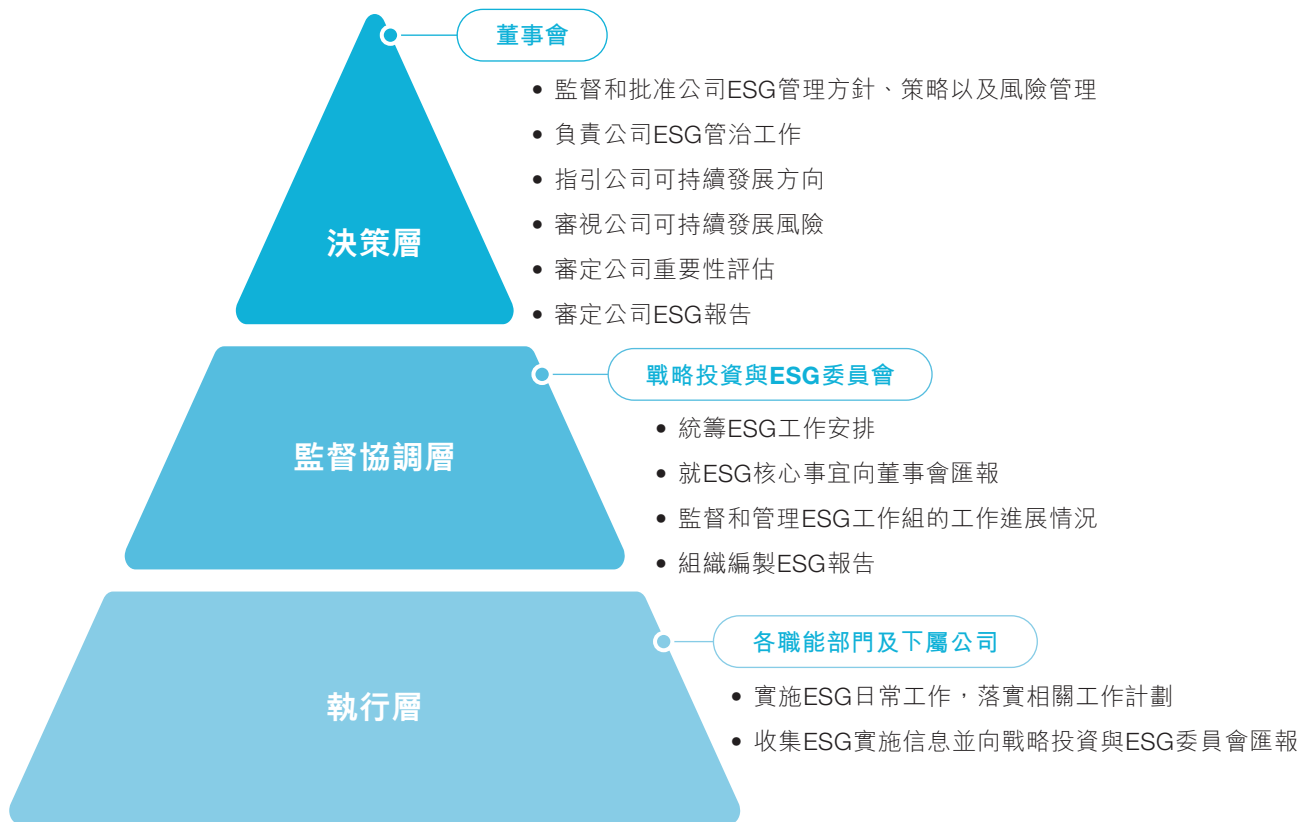 董事會
• 監督和批准公司ESG管理方針、策略以及風險管理
• 負責公司ESG管治工作
• 指引公司可持續發展方向
• 審視公司可持續發展風險
• 審定公司重要性評估
• 審定公司ESG報告
決策層
戰略投資與ESG委員會
• 統籌ESG工作安排
• 就ESG核心事宜向董事會匯報
• 監督和管理ESG工作組的工作進展情況
• 組織編製ESG報告
監督協調層
各職能部門及下屬公司
• 實施ESG日常工作，落實相關工作計劃
• 收集ESG實施信息並向戰略投資與ESG委員會匯報
執行層